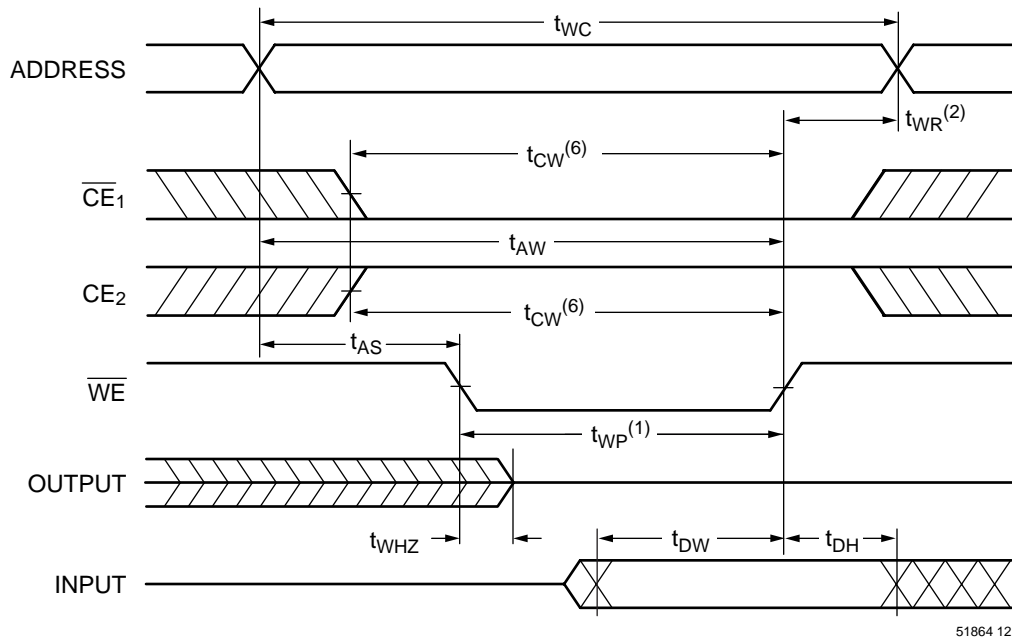 tWC
ADDRESS
tWR(2)
tCW(6)
CE1
tAW
CE2
tCW(6)
tAS
WE
tWP(1)
OUTPUT
tWHZ
tDW
tDH
INPUT
51864 12